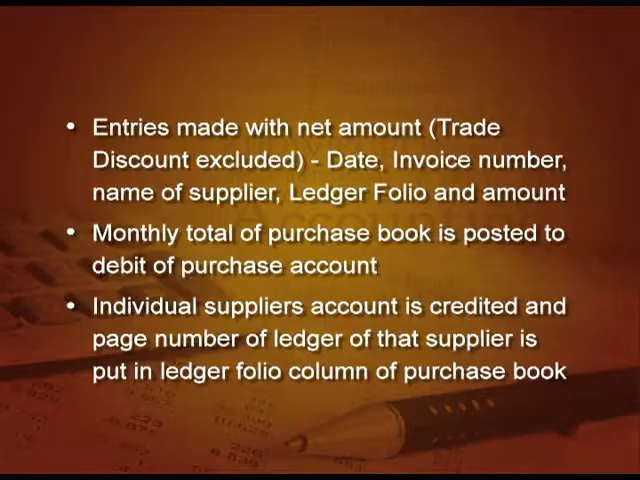 • Entries made with net amount (Trade
Discount excluded) - Date, Invoice number,
name of supplier, Ledger Folio and amount
• Monthly total of purchase book is posted to
debit of purchase account
• Individual suppliers account is credited and
page number of ledger of that supplier is
put in ledger folio column of purchase book